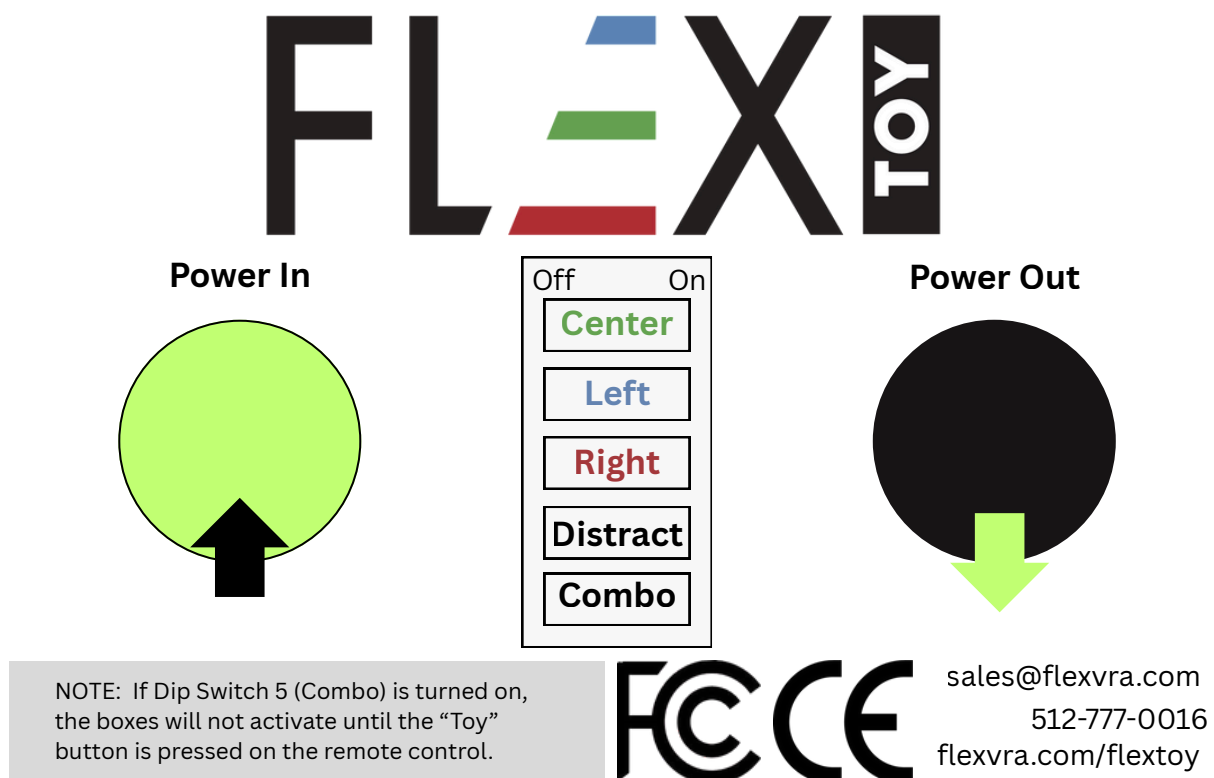 FLEX TOY
Power In
Off On
Power Out
Center
Left
Right
Distract
Combo
NOTE: If Dip Switch 5 (Combo) is turned on,
the boxes will not activate until the “Toy”
button is pressed on the remote control.
FC CE
sales@flexvra.com
512-777-0016
flexvra.com/flextoy